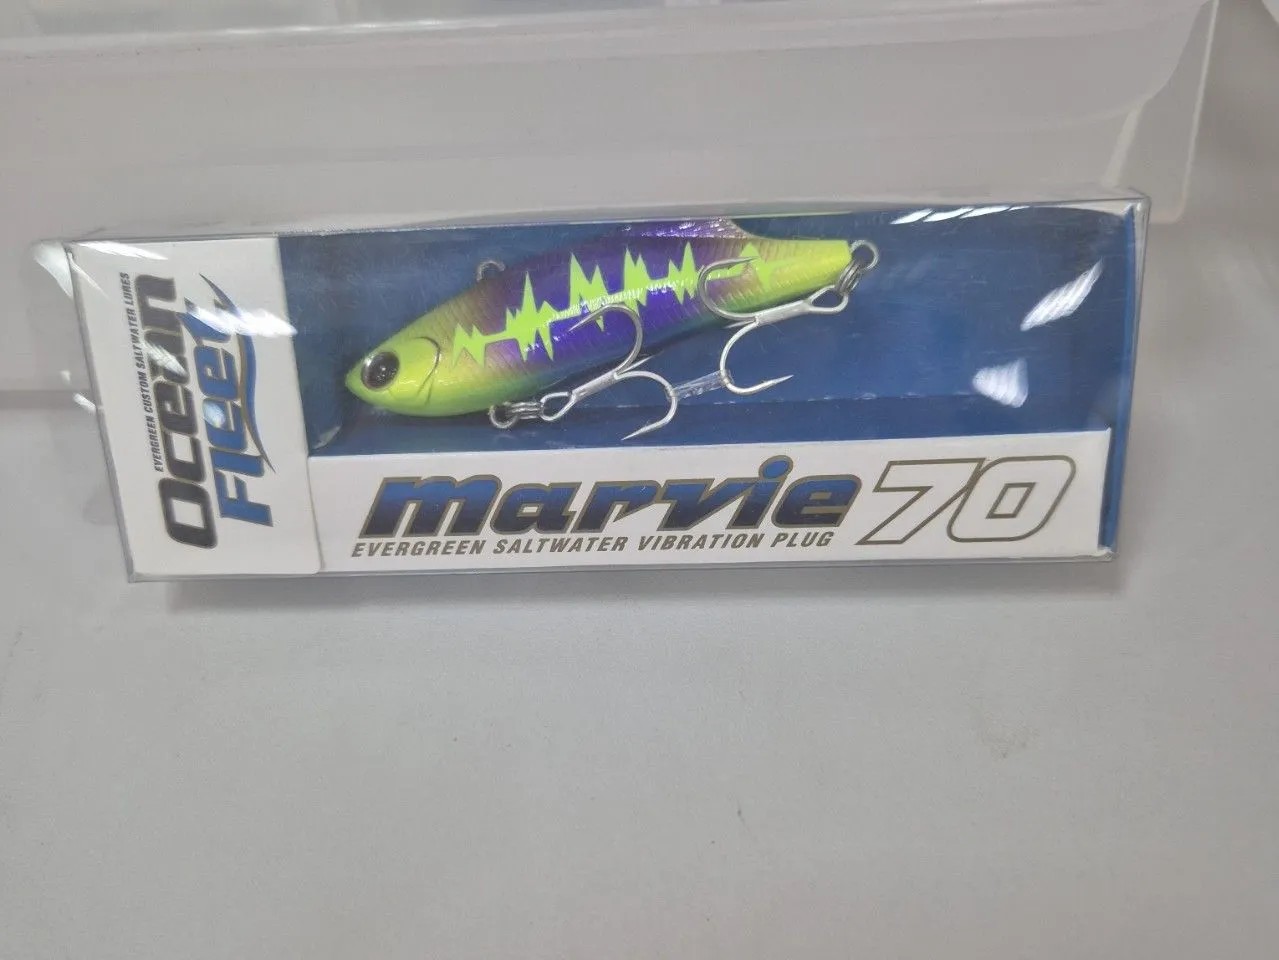 EVERGREEN CUSTOM SALTWATER LURES
Ocean
Fleet
marvie 70
EVERGREEN SALTWATER VIBRATION PLUG